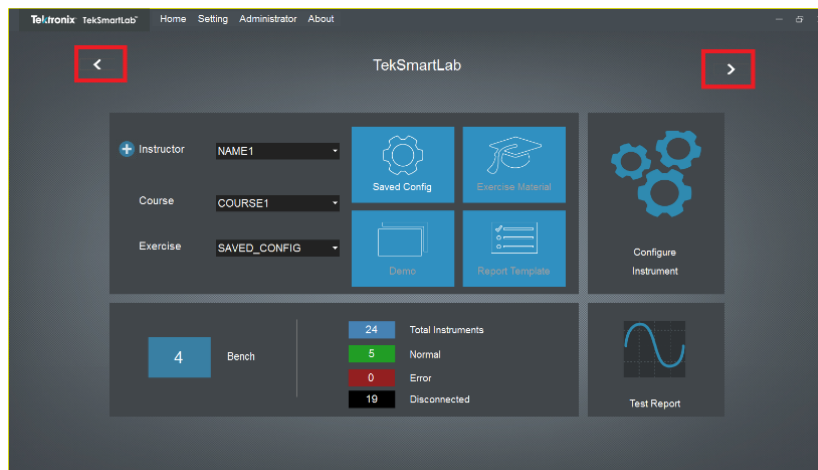 Tektronix TekSmartLab™ Home Setting Administrator About
TekSmartLab
Instructor NAME1
Course COURSE1
Exercise SAVED_CONFIG
Saved Config
Exercise Material
Demo
Report Template
Configure
Instrument
4 Bench
24 Total Instruments
5 Normal
0 Error
19 Disconnected
Test Report